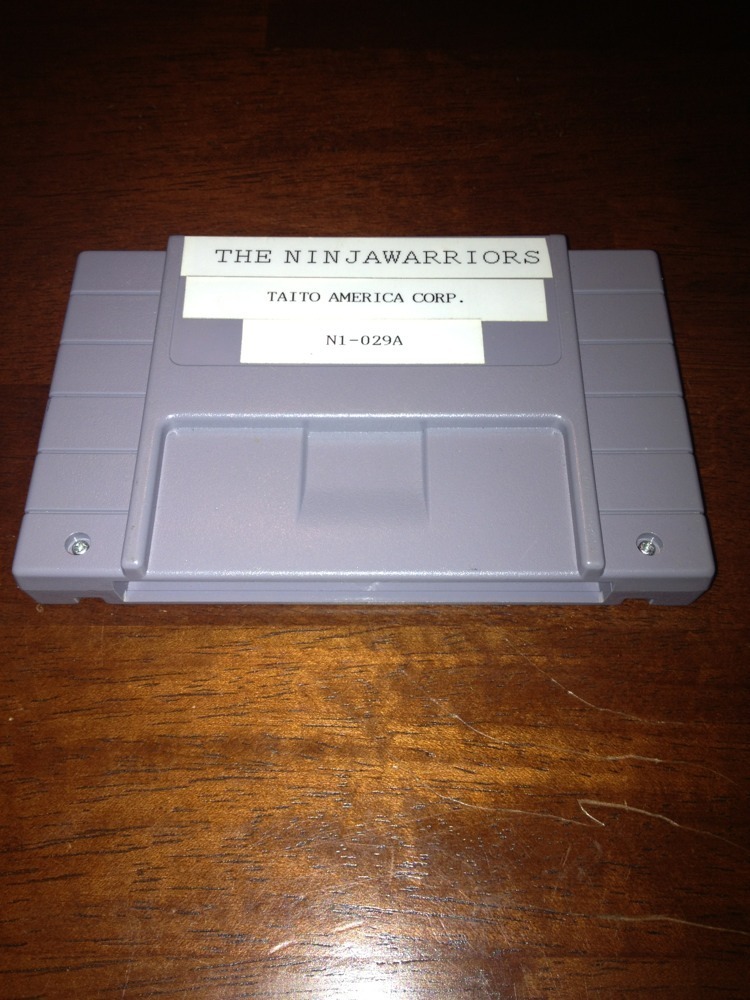 THE NINJAWARRIORS
TAITO AMERICA CORP.
N1-029A